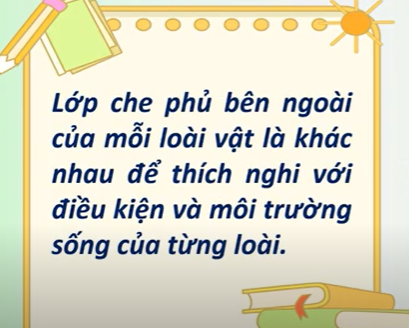 Lớp che phủ bên ngoài
của mỗi loài vật là khác
nhau để thích nghi với
điều kiện và môi trường
sống của từng loài.